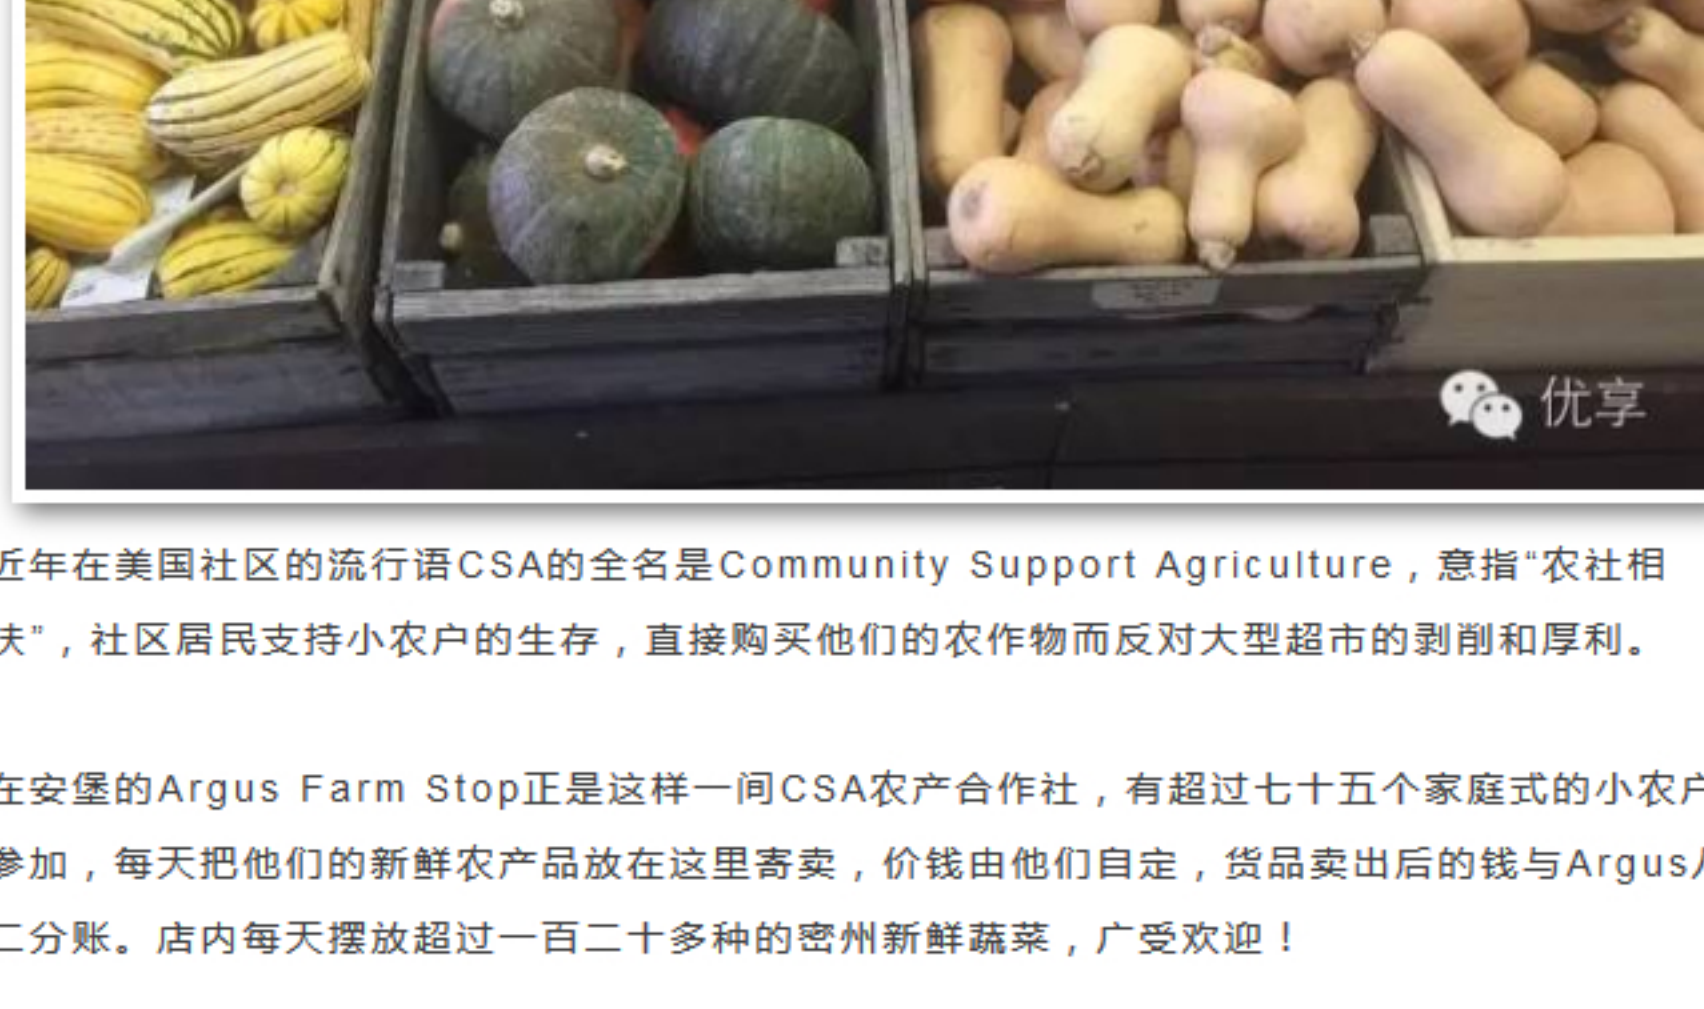 优享
近年在美国社区的流行语CSA的全名是Community Support Agriculture，意指“农社相
扶”，社区居民支持小农户的生存，直接购买他们的农作物而反对大型超市的剥削和厚利。
在安堡的Argus Farm Stop正是这样一间CSA农产合作社，有超过七十五个家庭式的小农户
参加，每天把他们的新鲜农产品放在这里寄卖，价钱由他们自定，货品卖出后的钱与Argus八
二分账。店内每天摆放超过一百二十多种的密州新鲜蔬菜，广受欢迎！